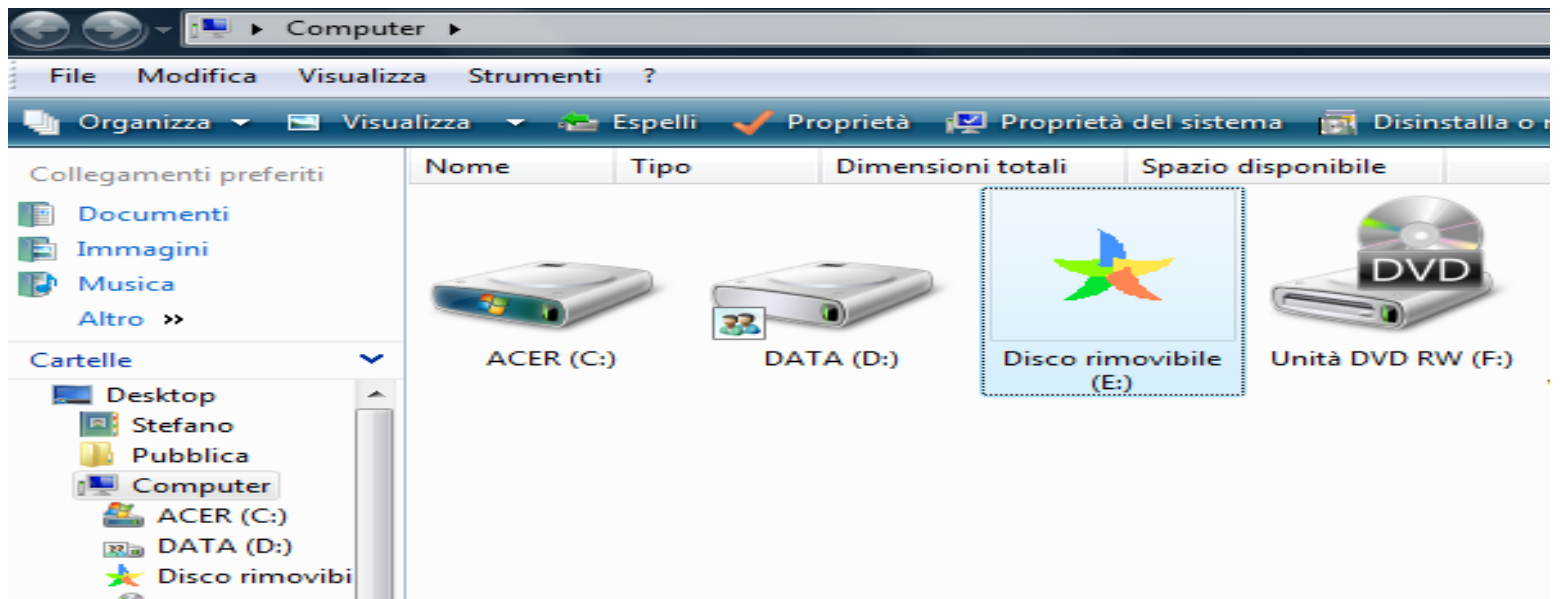 Computer
File Modifica Visualizza Strumenti ?
Organizza Visualizza Espelli Proprietà Proprietà del sistema Disinstalla o
Collegamenti preferiti
Documenti
Immagini
Musica
Altro »
Cartelle
Desktop
Stefano
Pubblica
Computer
ACER (C:)
DATA (D:)
Disco rimovibi
Nome Tipo Dimensioni totali Spazio disponibile
DVD
ACER (C:) DATA (D:) Disco rimovibile Unità DVD RW (F:)
(E:)